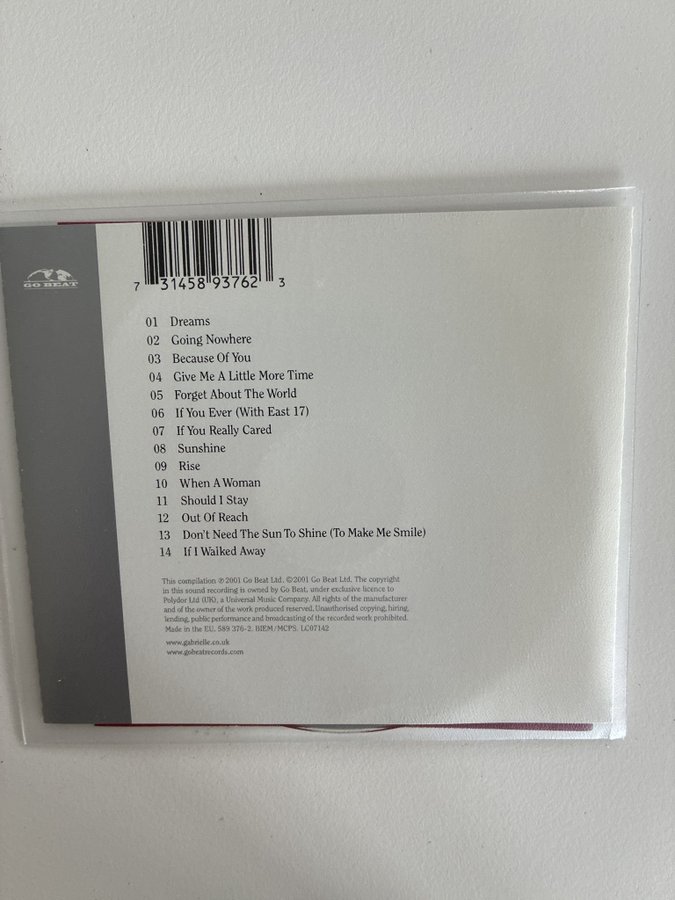 GO BEAT
7 31458 93762 3
01 Dreams
02 Going Nowhere
03 Because Of You
04 Give Me A Little More Time
05 Forget About The World
06 If You Ever (With East 17)
07 If You Really Cared
08 Sunshine
09 Rise
10 When A Woman
11 Should I Stay
12 Out Of Reach
13 Don't Need The Sun To Shine (To Make Me Smile)
14 If I Walked Away
This compilation ℗ 2001 Go Beat Ltd. © 2001 Go Beat Ltd. The copyright
in this sound recording is owned by Go Beat, under exclusive licence to
Polydor Ltd (UK), a Universal Music Company. All rights of the manufacturer
and of the owner of the work produced reserved. Unauthorised copying, hiring,
lending, public performance and broadcasting of the recorded work prohibited.
Made in the EU. 589 376-2. BIEM/MCPS. LC07142
www.gabrielle.co.uk
www.gobeatrecords.com